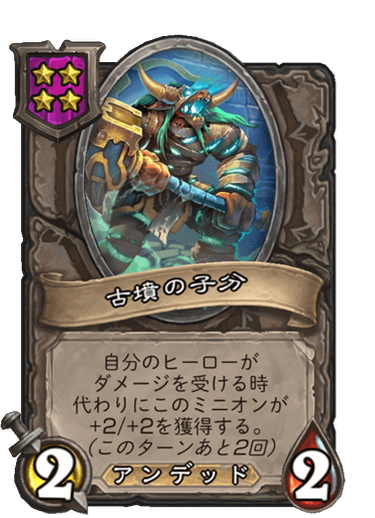 古墳の子分
自分のヒーローが
ダメージを受ける時
代わりにこのミニオンが
+2/+2を獲得する。
(このターンあと2回)
2
アンデッド
2